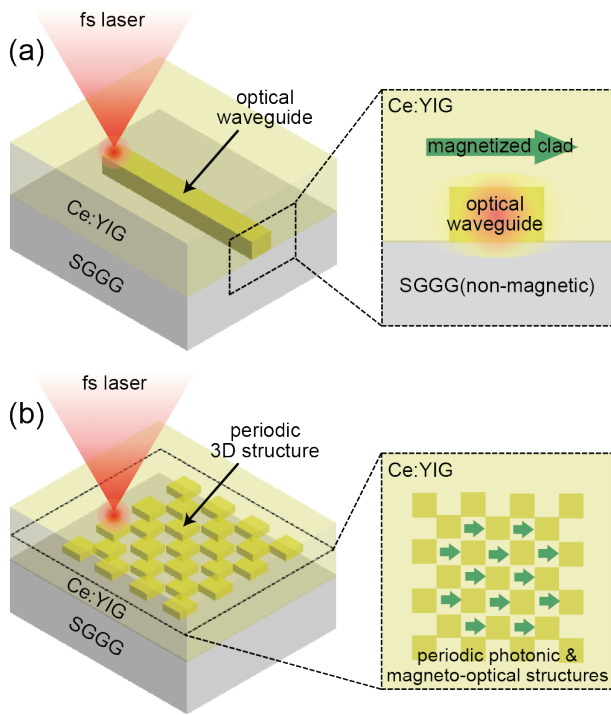 fs laser
(a)
optical
waveguide
Ce:YIG
SGGG
Ce:YIG
magnetized clad
optical
waveguide
SGGG(non-magnetic)
fs laser
(b)
periodic
3D structure
Ce:YIG
SGGG
Ce:YIG
periodic photonic &
magneto-optical structures